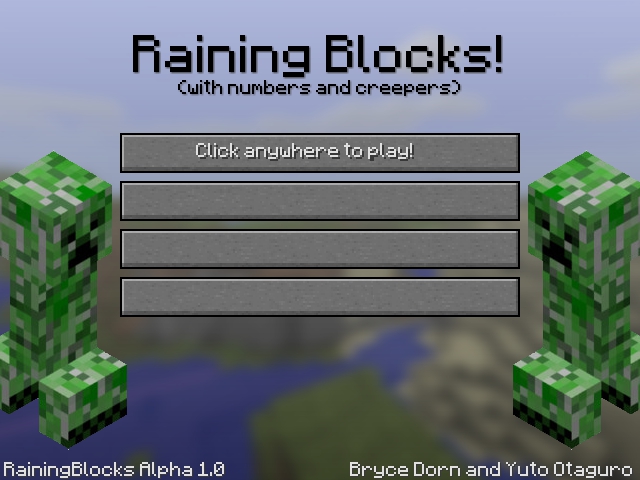 Raining Blocks!
(with numbers and creepers)
Click anywhere to play!
RainingBlocks Alpha 1.0
Bryce Dorn and Yuto Otaguro